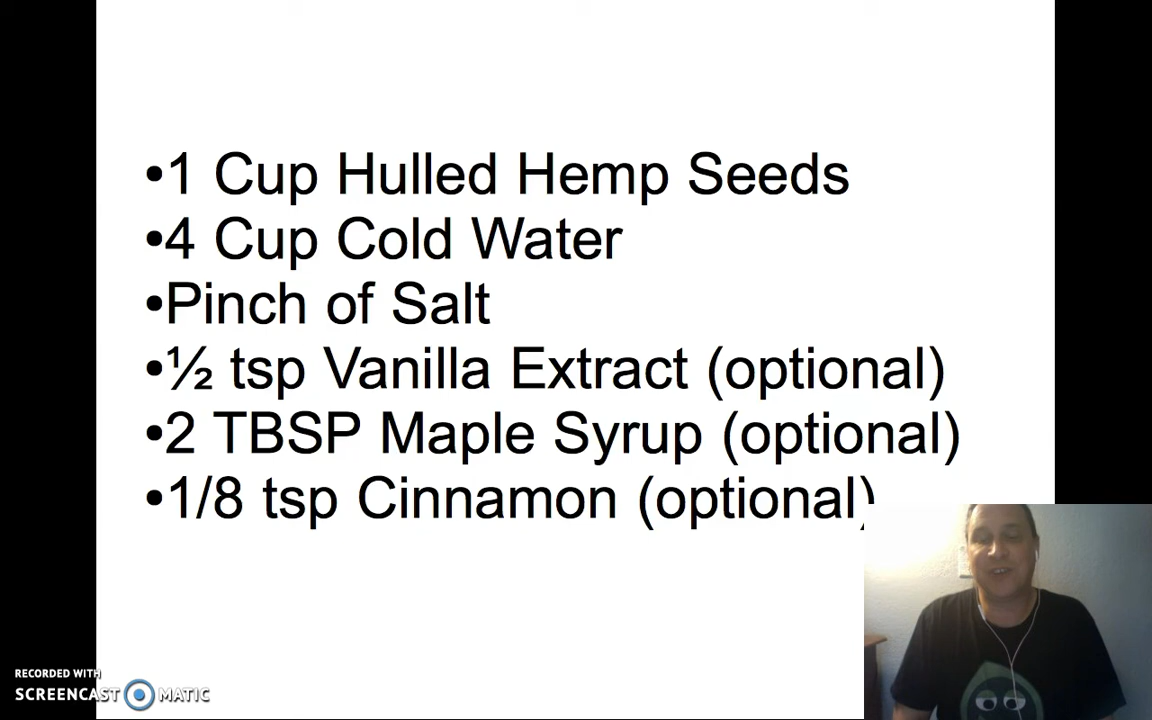 •1 Cup Hulled Hemp Seeds
•4 Cup Cold Water
•Pinch of Salt
•½ tsp Vanilla Extract (optional)
•2 TBSP Maple Syrup (optional)
•1/8 tsp Cinnamon (optional)
RECORDED WITH
SCREENCAST MATIC